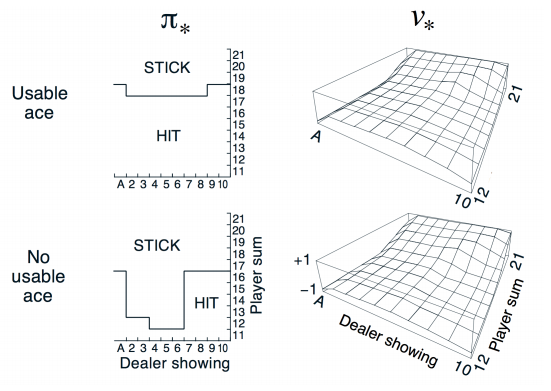 π*
v*
Usable
ace
STICK
HIT
21
20
19
18
17
16
15
14
13
12
11
A 2 3 4 5 6 7 8 9 10
A
10
12
21
No
usable
ace
STICK
HIT
21
20
19
18
17
16
15
14
13
12
11
Player sum
A 2 3 4 5 6 7 8 9 10
Dealer showing
+1
−1
A
Dealer showing
10
12
Player sum
21